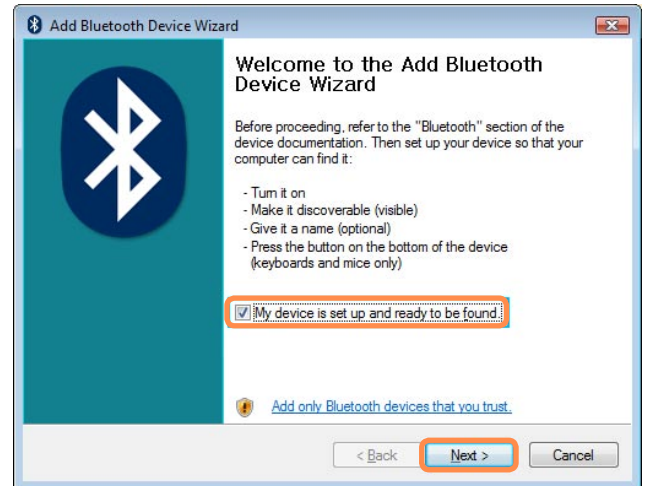 Add Bluetooth Device Wizard
Welcome to the Add Bluetooth
Device Wizard
Before proceeding, refer to the "Bluetooth" section of the
device documentation. Then set up your device so that your
computer can find it:
- Turn it on
- Make it discoverable (visible)
- Give it a name (optional)
- Press the button on the bottom of the device
(keyboards and mice only)
My device is set up and ready to be found.
Add only Bluetooth devices that you trust.
< Back Next > Cancel